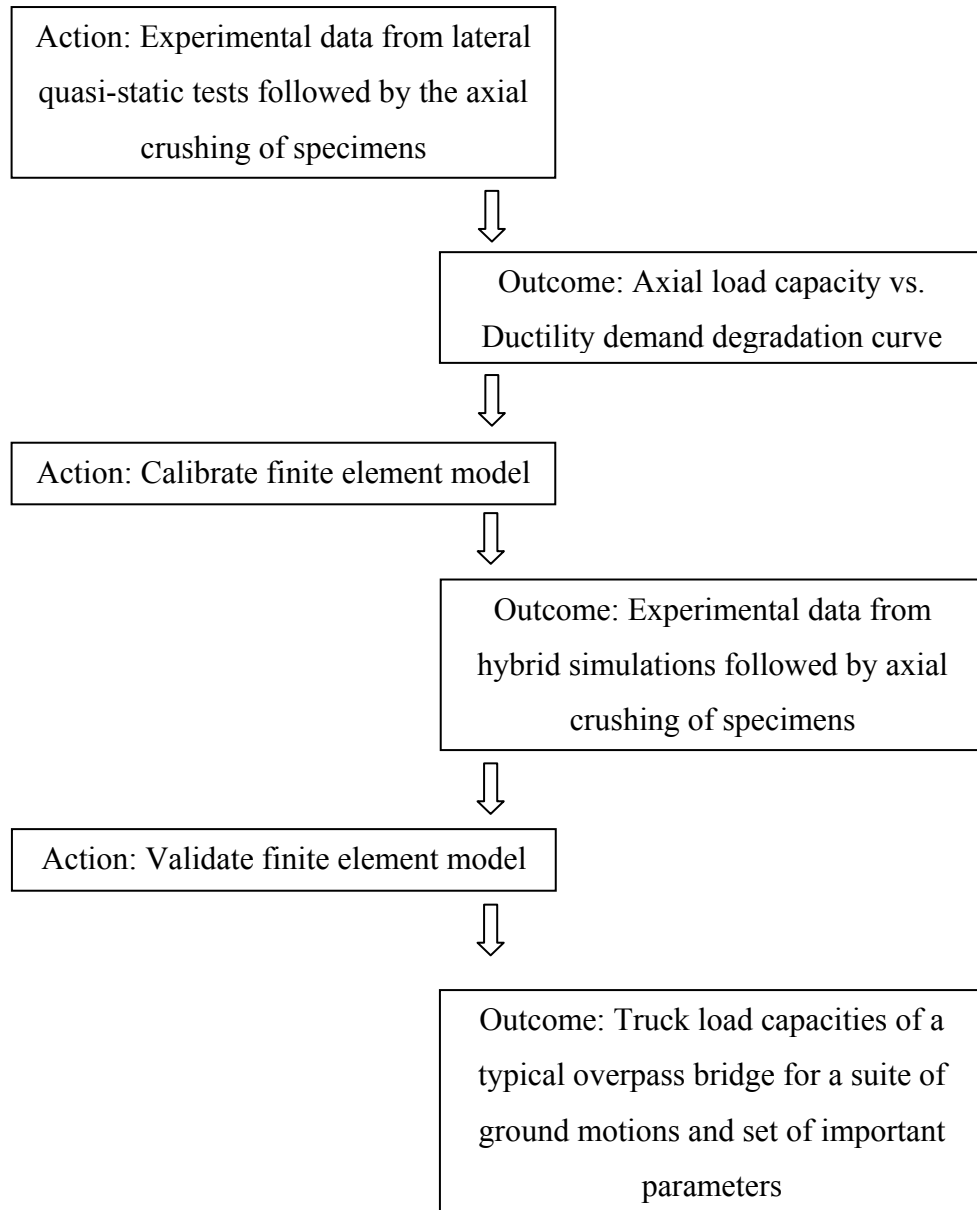 Action: Experimental data from lateral
quasi-static tests followed by the axial
crushing of specimens
Outcome: Axial load capacity vs.
Ductility demand degradation curve
Action: Calibrate finite element model
Outcome: Experimental data from
hybrid simulations followed by axial
crushing of specimens
Action: Validate finite element model
Outcome: Truck load capacities of a
typical overpass bridge for a suite of
ground motions and set of important
parameters